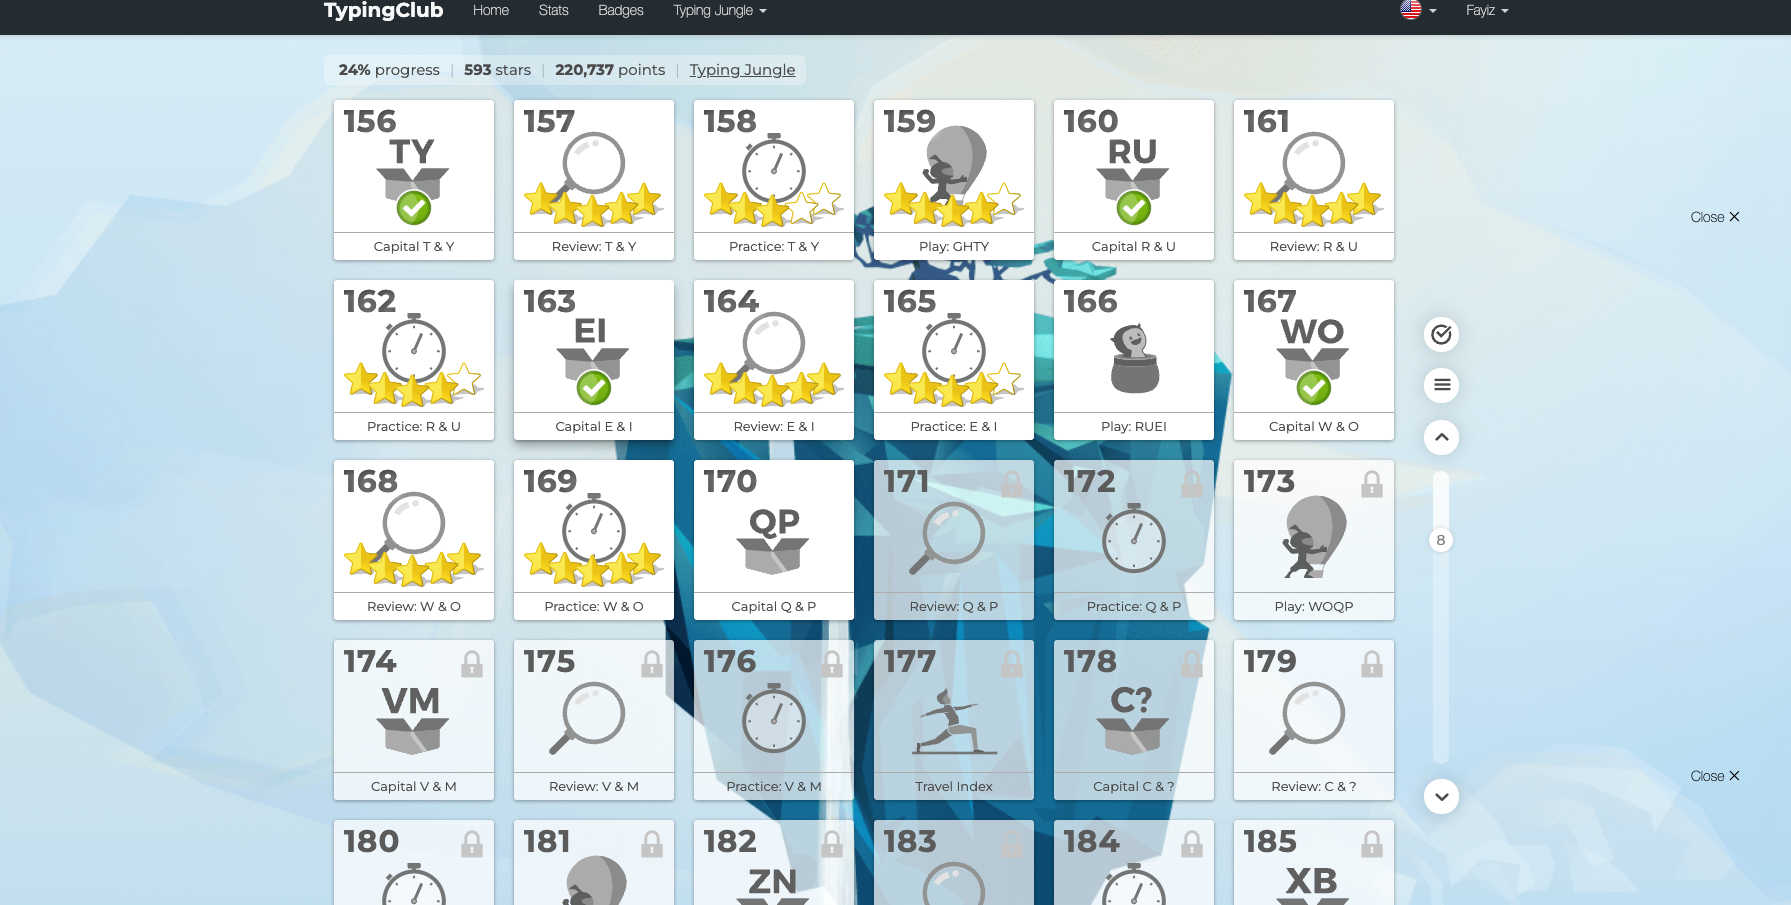 TypingClub Home Stats Badges Typing Jungle Fayiz
24% progress | 593 stars | 220,737 points | Typing Jungle
156 157 158 159 160 161
TY RU
Capital T & Y Review: T & Y Practice: T & Y Play: GHTY Capital R & U Review: R & U
Close
162 163 164 165 166 167
EI WO
Practice: R & U Capital E & I Review: E & I Practice: E & I Play: RUEI Capital W & O
168 169 170 171 172 173
QP
8
Review: W & O Practice: W & O Capital Q & P Review: Q & P Practice: Q & P Play: WOQP
174 175 176 177 178 179
VM C?
Capital V & M Review: V & M Practice: V & M Travel Index Capital C & ? Review: C & ?
Close
180 181 182 183 184 185
ZN XB